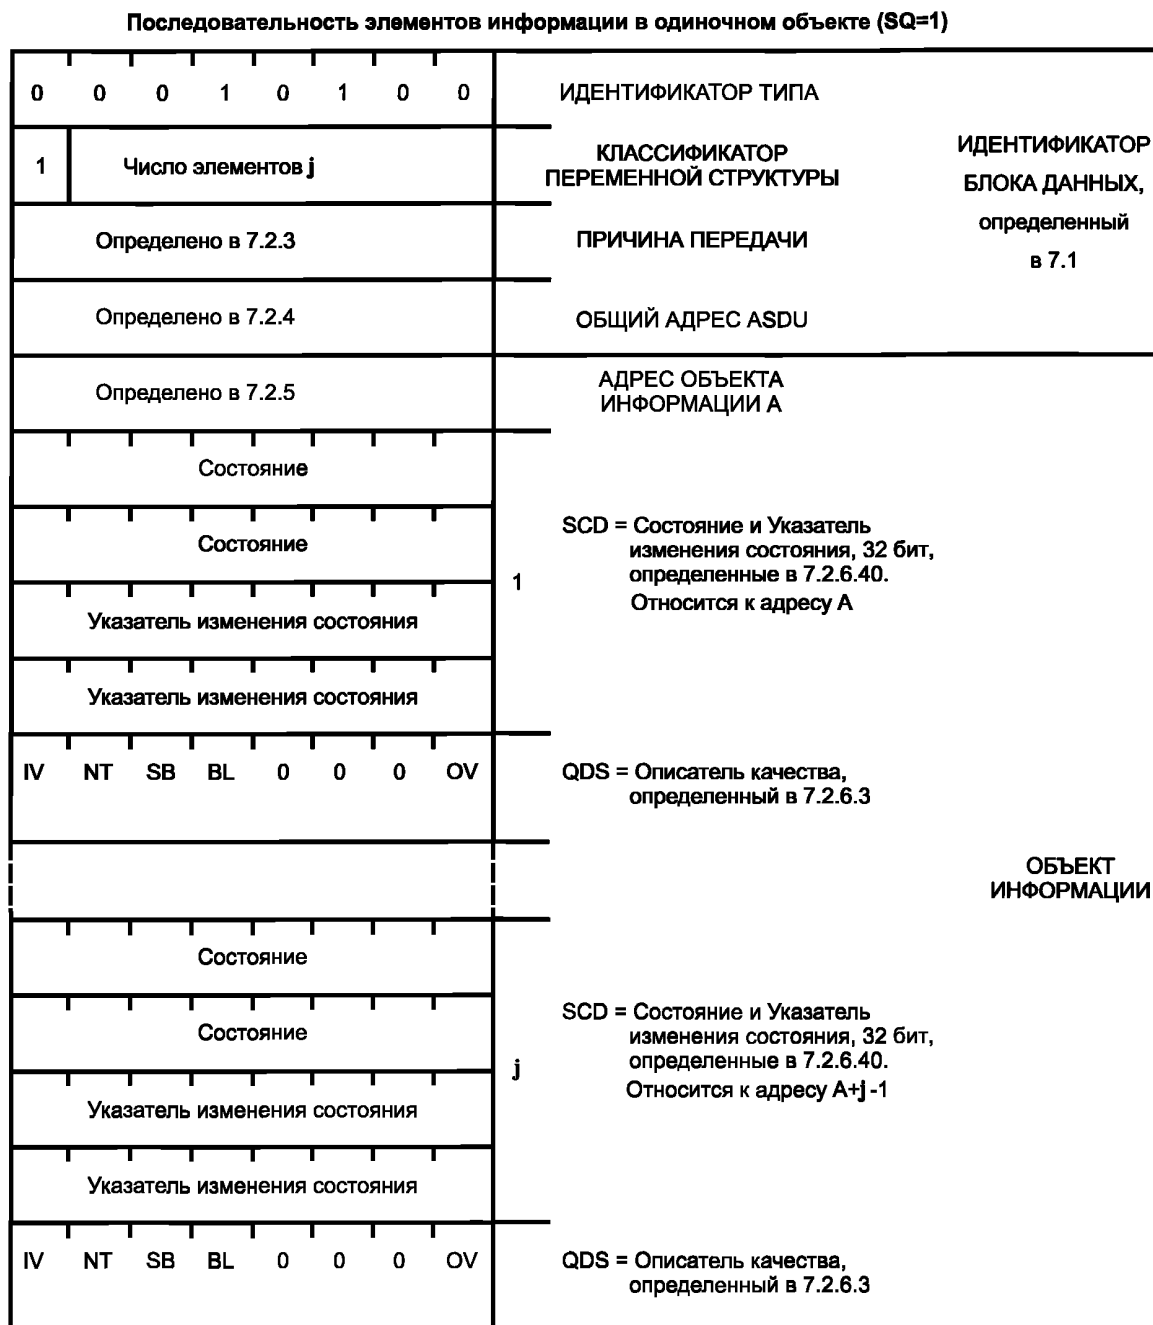 Последовательность элементов информации в одиночном объекте (SQ=1)
0 0 0 1 0 1 0 0
ИДЕНТИФИКАТОР ТИПА
1
Число элементов j
КЛАССИФИКАТОР
ПЕРЕМЕННОЙ СТРУКТУРЫ
ИДЕНТИФИКАТОР
БЛОКА ДАННЫХ,
определенный
в 7.1
Определено в 7.2.3
ПРИЧИНА ПЕРЕДАЧИ
Определено в 7.2.4
ОБЩИЙ АДРЕС ASDU
Определено в 7.2.5
АДРЕС ОБЪЕКТА
ИНФОРМАЦИИ А
Состояние
Состояние
Указатель изменения состояния
Указатель изменения состояния
1
SCD = Состояние и Указатель
изменения состояния, 32 бит,
определенные в 7.2.6.40.
Относится к адресу А
IV NT SB BL 0 0 0 OV
QDS = Описатель качества,
определенный в 7.2.6.3
ОБЪЕКТ
ИНФОРМАЦИИ
Состояние
Состояние
Указатель изменения состояния
Указатель изменения состояния
j
SCD = Состояние и Указатель
изменения состояния, 32 бит,
определенные в 7.2.6.40.
Относится к адресу А+j -1
IV NT SB BL 0 0 0 OV
QDS = Описатель качества,
определенный в 7.2.6.3